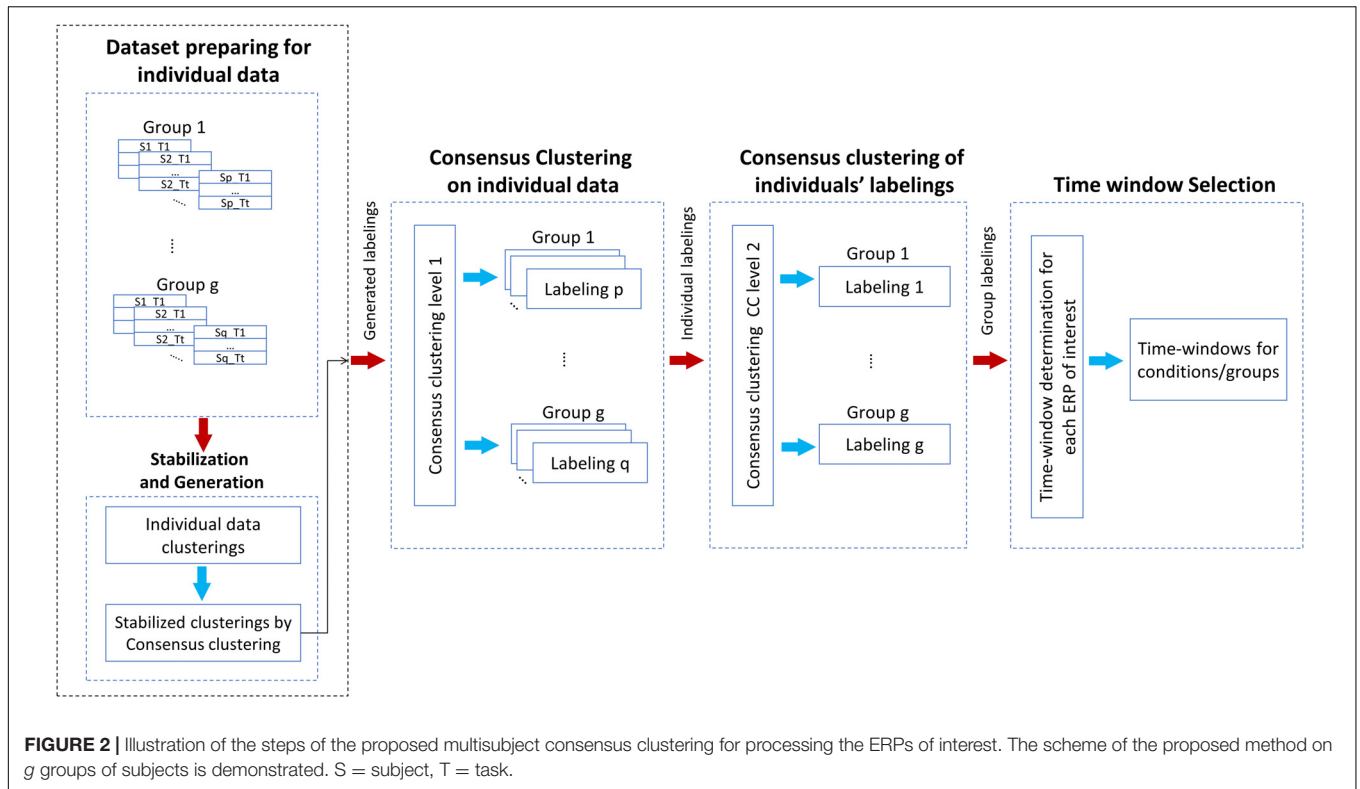 Dataset preparing for
individual data
Group 1
S1_T1
S2_T1
...
S2_Tt
Sp_T1
...
Sp_Tt
.....
....
Group g
S1_T1
S2_T1
...
S2_Tt
Sq_T1
...
Sq_Tt
.....
Stabilization
and Generation
Individual data
clusterings
Stabilized clusterings by
Consensus clustering
Generated labelings
Consensus Clustering
on individual data
Consensus clustering level 1
Group 1
Labeling p
...
....
Group g
Labeling q
...
Individual labelings
Consensus clustering of
individuals’ labelings
Consensus clustering CC level 2
Group 1
Labeling 1
....
Group g
Labeling g
Group labelings
Time window Selection
Time-window determination for
each ERP of interest
Time-windows for
conditions/groups
FIGURE 2 | Illustration of the steps of the proposed multisubject consensus clustering for processing the ERPs of interest. The scheme of the proposed method on
g groups of subjects is demonstrated. S = subject, T = task.